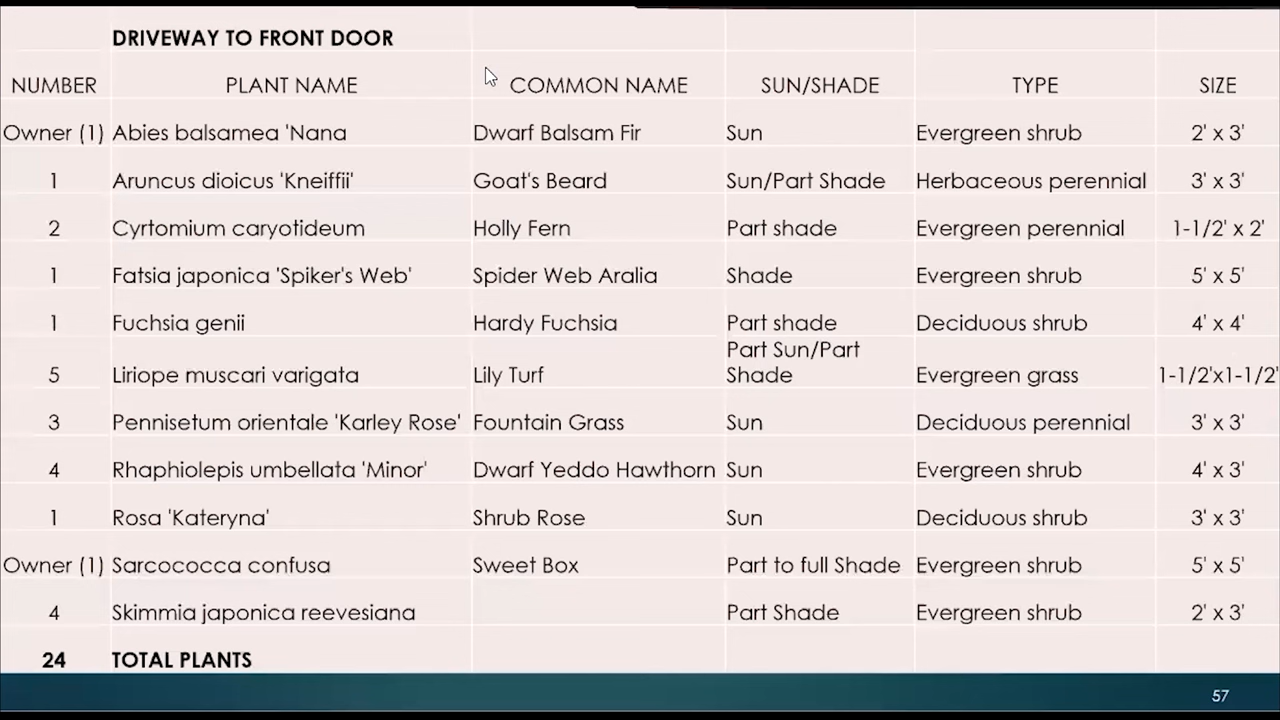 DRIVEWAY TO FRONT DOOR
NUMBER PLANT NAME COMMON NAME SUN/SHADE TYPE SIZE
Owner (1) Abies balsamea 'Nana Dwarf Balsam Fir Sun Evergreen shrub 2' x 3'
1 Aruncus dioicus 'Kneiffii' Goat's Beard Sun/Part Shade Herbaceous perennial 3' x 3'
2 Cyrtomium caryotideum Holly Fern Part shade Evergreen perennial 1-1/2' x 2'
1 Fatsia japonica 'Spiker's Web' Spider Web Aralia Shade Evergreen shrub 5' x 5'
1 Fuchsia genii Hardy Fuchsia Part shade Deciduous shrub 4' x 4'
Part Sun/Part
5 Liriope muscari varigata Lily Turf Shade Evergreen grass 1-1/2'x1-1/2'
3 Pennisetum orientale 'Karley Rose' Fountain Grass Sun Deciduous perennial 3' x 3'
4 Rhaphiolepis umbellata 'Minor' Dwarf Yeddo Hawthorn Sun Evergreen shrub 4' x 3'
1 Rosa 'Kateryna' Shrub Rose Sun Deciduous shrub 3' x 3'
Owner (1) Sarcococca confusa Sweet Box Part to full Shade Evergreen shrub 5' x 5'
4 Skimmia japonica reevesiana Part Shade Evergreen shrub 2' x 3'
24 TOTAL PLANTS
57